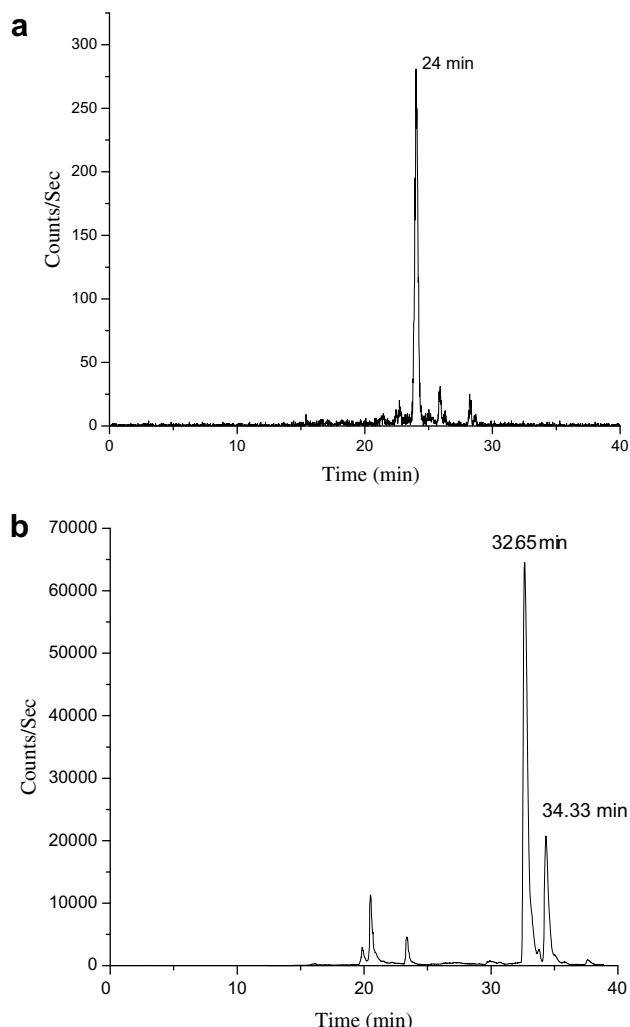 a
300
24 min
250
200
150
100
50
0
Counts/Sec
0 10 20 30 40
Time (min)
b
70000
32.65 min
60000
50000
40000
30000
34.33 min
20000
10000
0
Counts/Sec
0 10 20 30 40
Time (min)